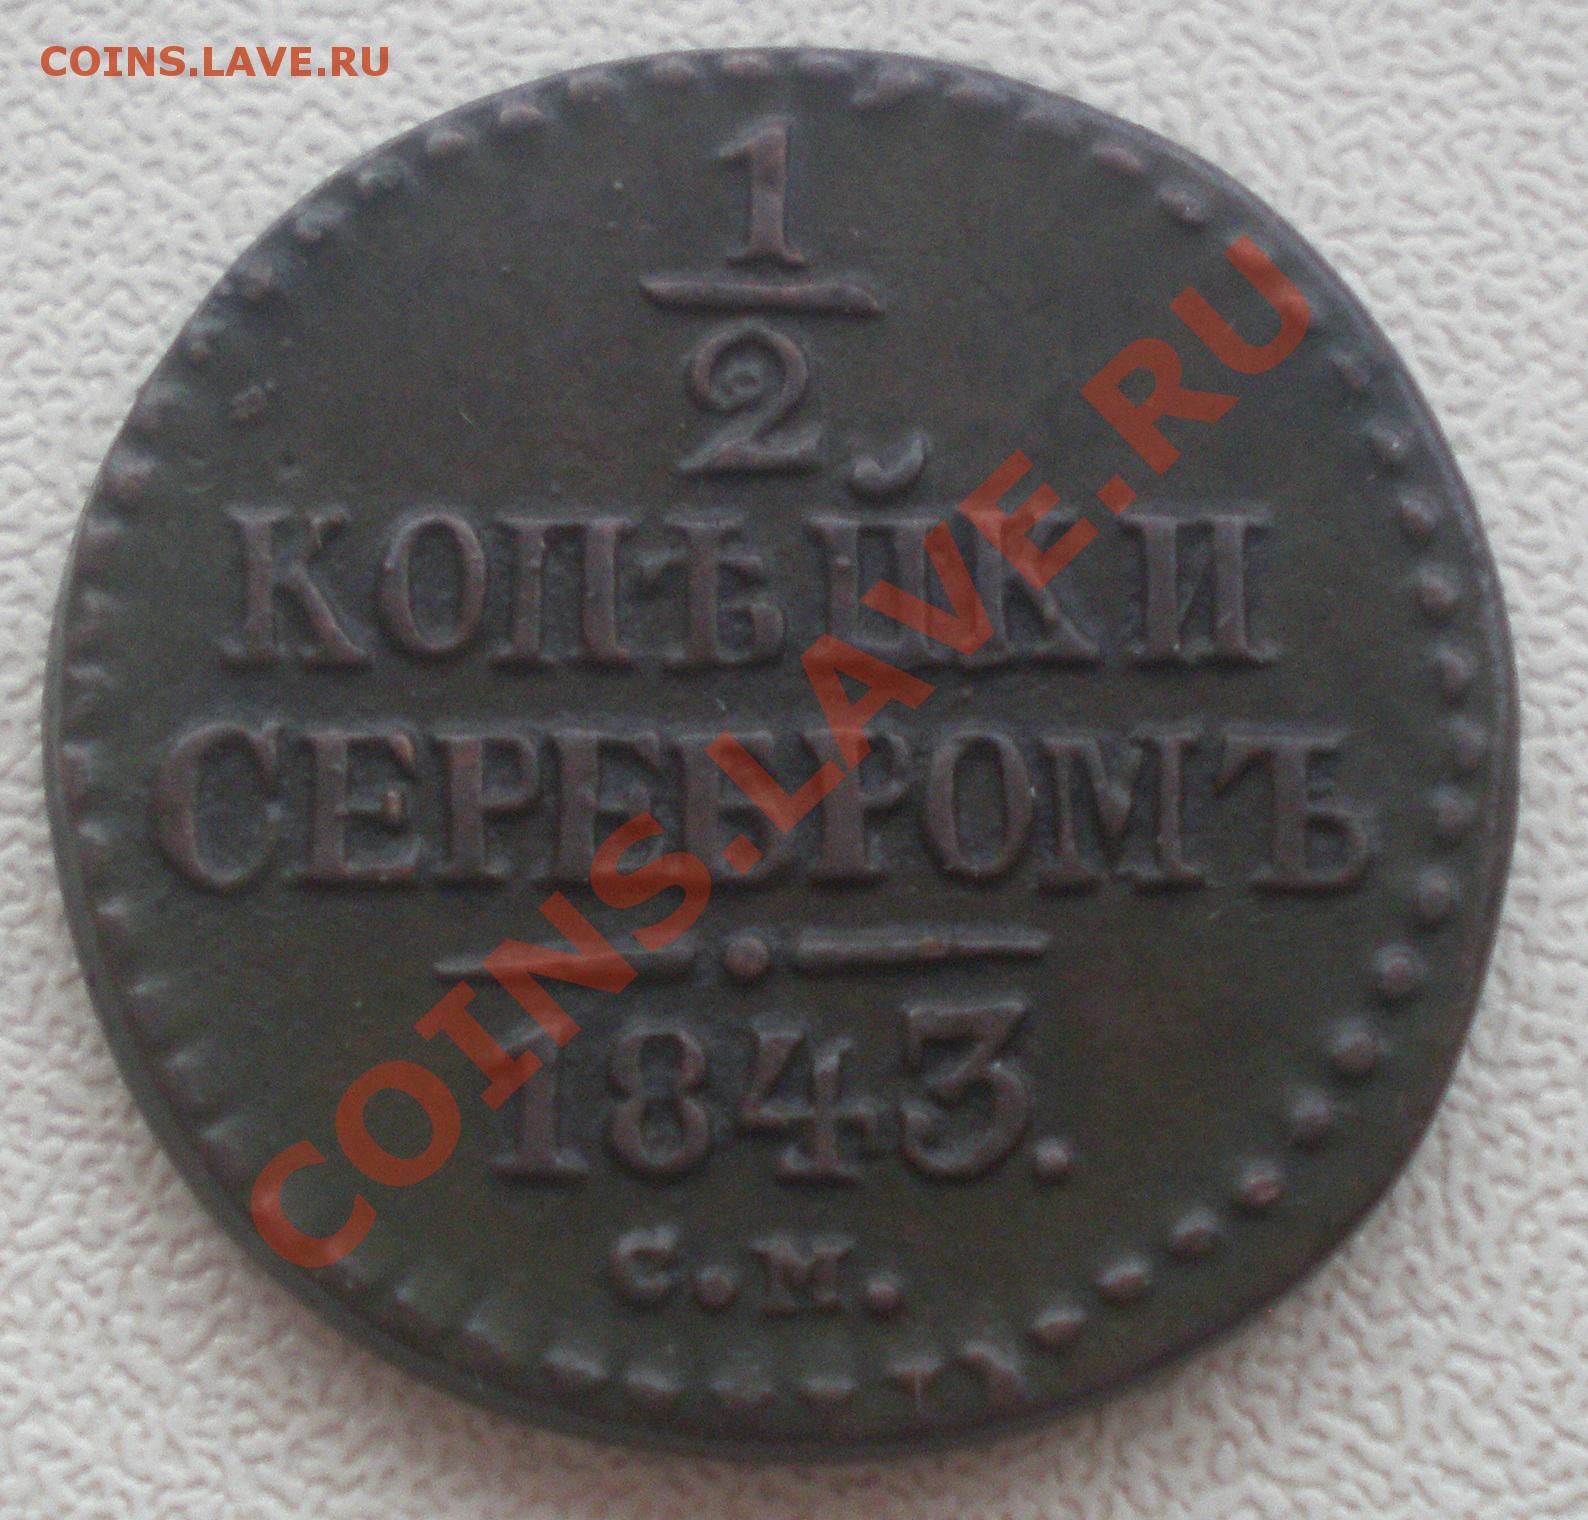 COINS.LAVE.RU
1
2
КОПѢЙКИ
СЕРЕБРОМЪ
1843.
С.М.
COINS.LAVE.RU